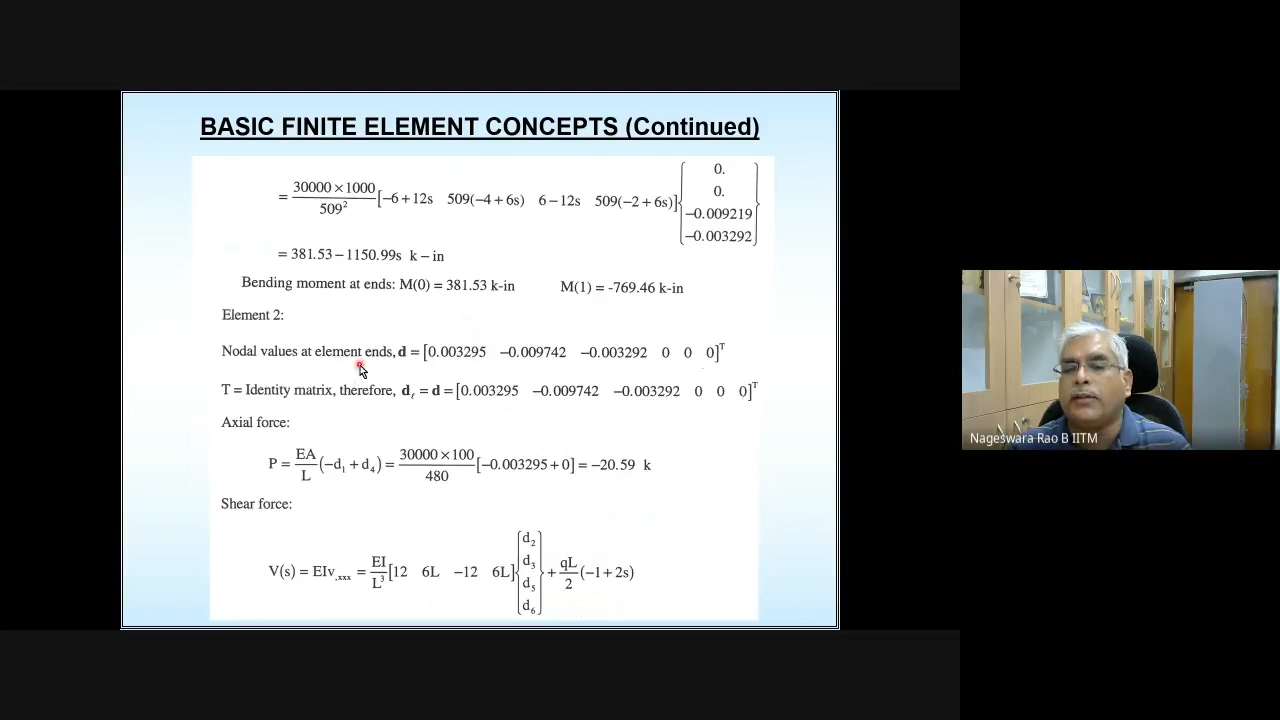 BASIC FINITE ELEMENT CONCEPTS (Continued)
= 30000 × 1000 / 509² [−6 + 12s   509(−4 + 6s)   6 − 12s   509(−2 + 6s)] {0.   0.   −0.009219   −0.003292}
= 381.53 − 1150.99s k − in
Bending moment at ends: M(0) = 381.53 k-in   M(1) = -769.46 k-in
Element 2:
Nodal values at element ends, d = [0.003295   −0.009742   −0.003292   0   0   0]ᵀ
T = Identity matrix, therefore, dℓ = d = [0.003295   −0.009742   −0.003292   0   0   0]ᵀ
Axial force:
P = EA/L (−d₁ + d₄) = 30000 × 100 / 480 [−0.003295 + 0] = −20.59 k
Shear force:
V(s) = EIv,ₓₓₓ = EI/L³ [12   6L   −12   6L] {d₂   d₃   d₅   d₆} + qL/2 (−1 + 2s)
Nageswara Rao B IITM